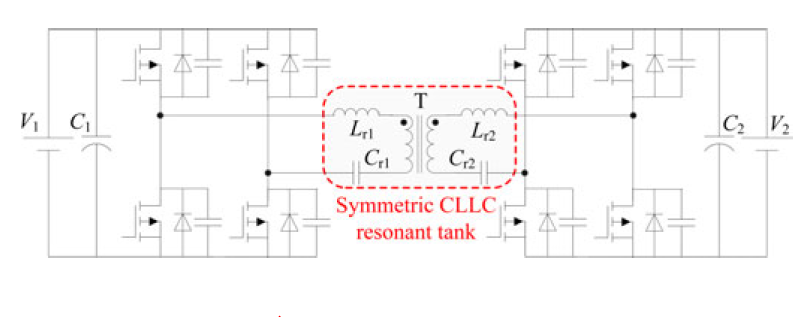 T
V1
C1
Lr1
Lr2
C2
V2
Cr1
Cr2
Symmetric CLLC
resonant tank